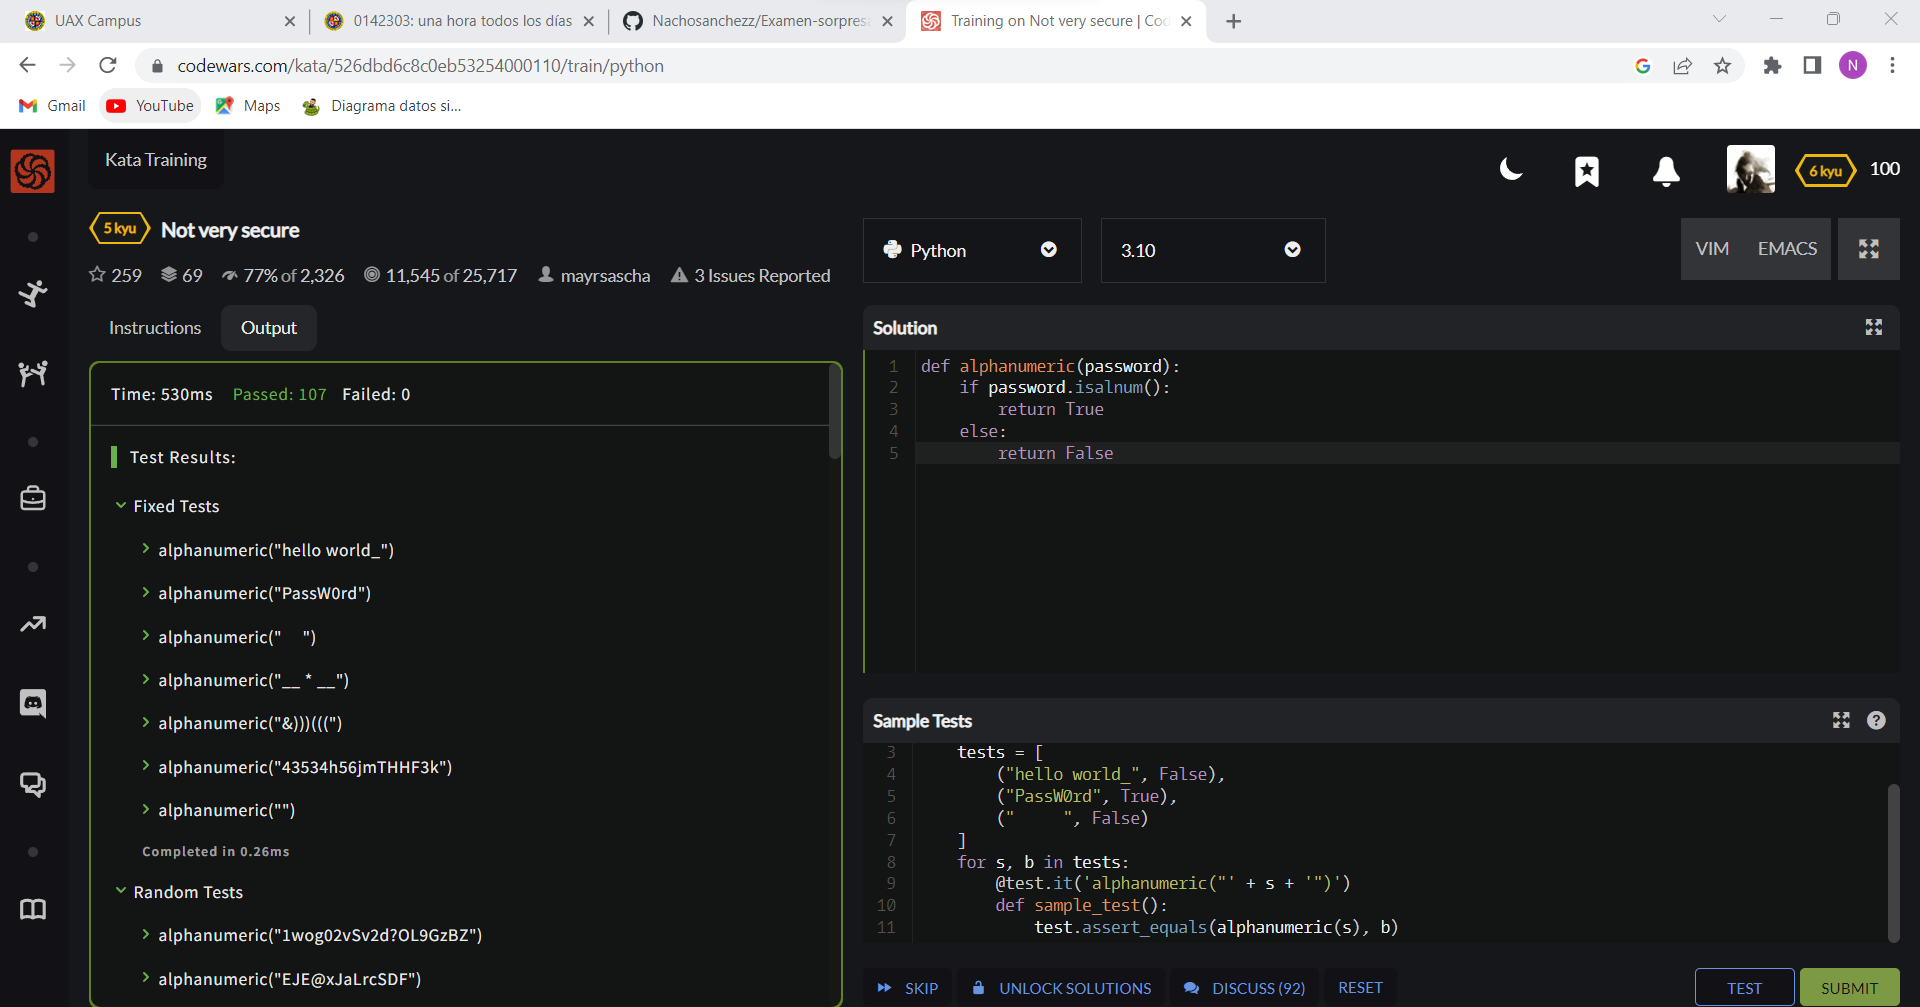 UAX Campus
0142303: una hora todos los días
Nachosanchezz/Examen-sorpres
Training on Not very secure | Co
codewars.com/kata/526dbd6c8c0eb53254000110/train/python
N
Gmail
YouTube
Maps
Diagrama datos si...
Kata Training
6 kyu
100
5 kyu
Not very secure
259
69
77% of 2,326
11,545 of 25,717
mayrsascha
3 Issues Reported
Python
3.10
VIM
EMACS
Instructions
Output
Time: 530ms Passed: 107 Failed: 0
Test Results:
Fixed Tests
alphanumeric("hello world_")
alphanumeric("PassW0rd")
alphanumeric("     ")
alphanumeric("__ * __")
alphanumeric("&)))(((")
alphanumeric("43534h56jmTHHF3k")
alphanumeric("")
Completed in 0.26ms
Random Tests
alphanumeric("1wog02vSv2d?OL9GzBZ")
alphanumeric("EJE@xJaLrcSDF")
Solution
1 def alphanumeric(password):
2     if password.isalnum():
3         return True
4     else:
5         return False
Sample Tests
3     tests = [
4         ("hello world_", False),
5         ("PassW0rd", True),
6         ("     ", False)
7     ]
8     for s, b in tests:
9         @test.it('alphanumeric("' + s + '")')
10         def sample_test():
11             test.assert_equals(alphanumeric(s), b)
SKIP
UNLOCK SOLUTIONS
DISCUSS (92)
RESET
TEST
SUBMIT